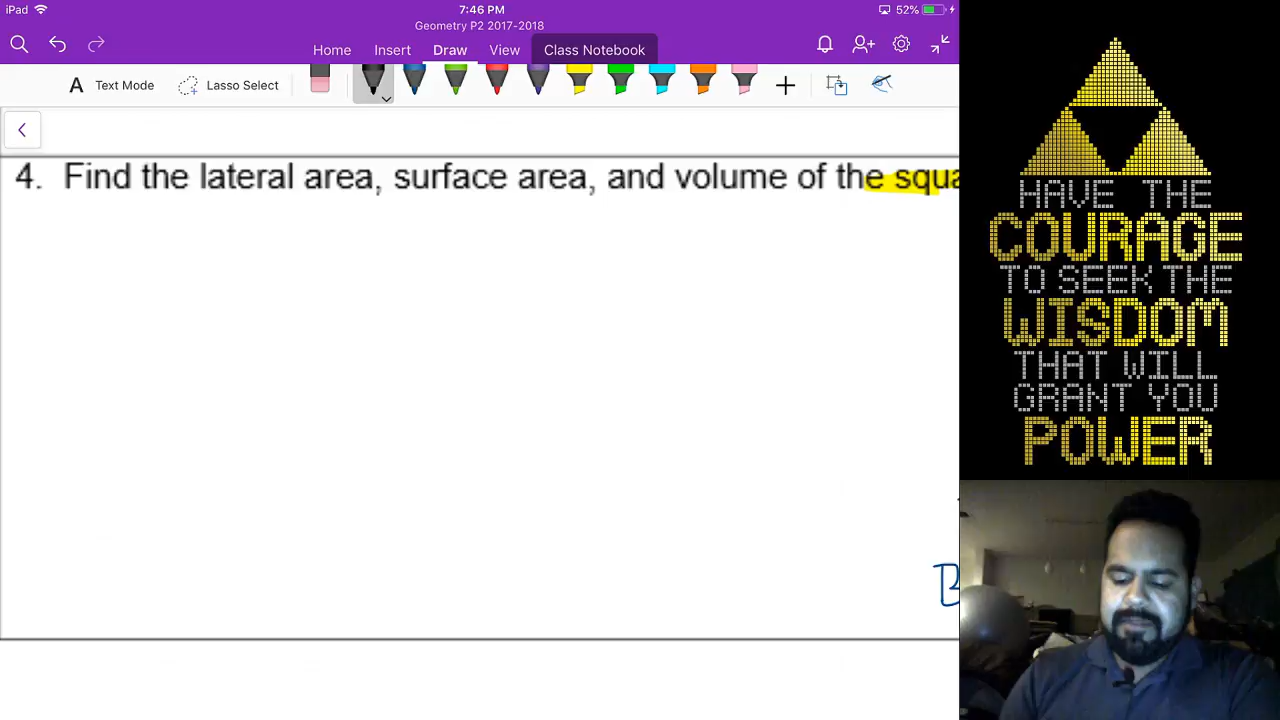 iPad 7:46 PM 52%
Geometry P2 2017-2018
Home Insert Draw View Class Notebook
A Text Mode Lasso Select
4. Find the lateral area, surface area, and volume of the squa
B
HAVE THE
COURAGE
TO SEEK THE
WISDOM
THAT WILL
GRANT YOU
POWER